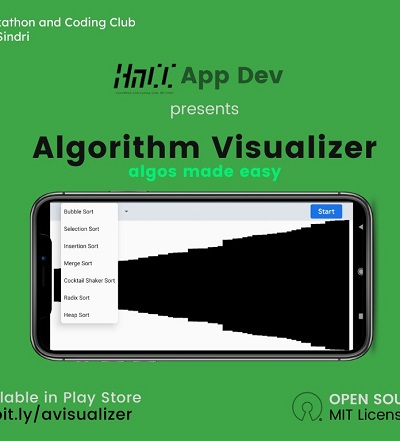 athon and Coding Club
Sindri
HnCC App Dev
presents
Algorithm Visualizer
algos made easy
Bubble Sort
Start
Selection Sort
Insertion Sort
Merge Sort
Cocktail Shaker Sort
Radix Sort
Heap Sort
lable in Play Store
bit.ly/avisualizer
OPEN SOU
MIT Licens